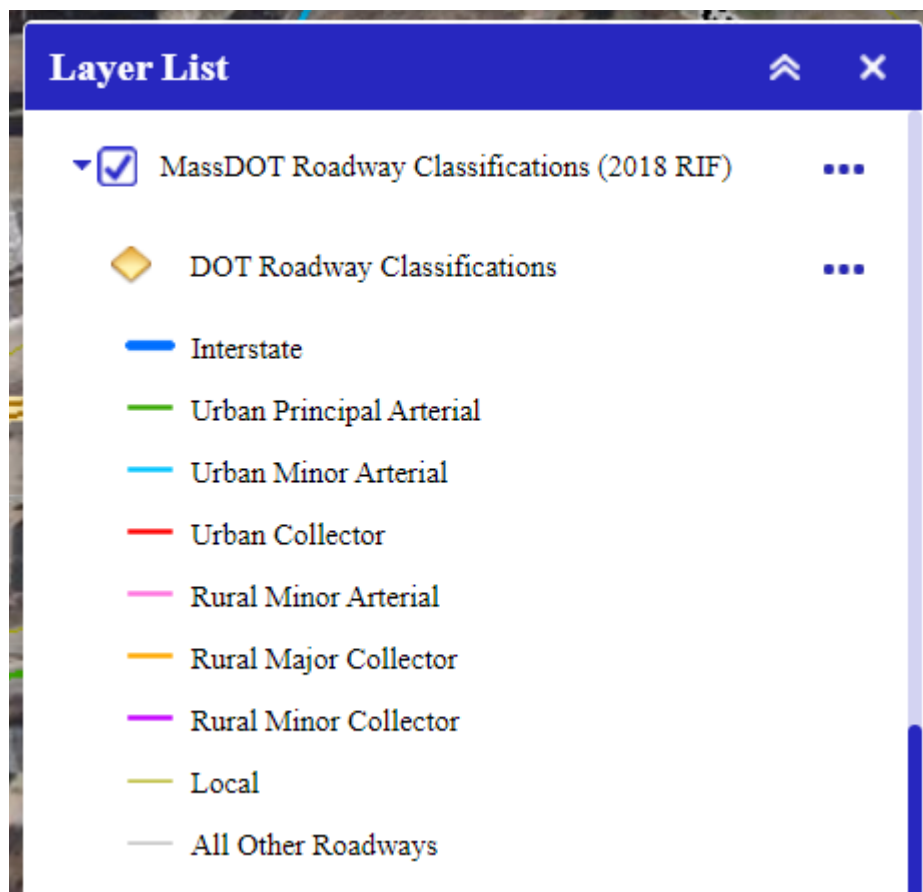 Layer List
MassDOT Roadway Classifications (2018 RIF)
DOT Roadway Classifications
Interstate
Urban Principal Arterial
Urban Minor Arterial
Urban Collector
Rural Minor Arterial
Rural Major Collector
Rural Minor Collector
Local
All Other Roadways